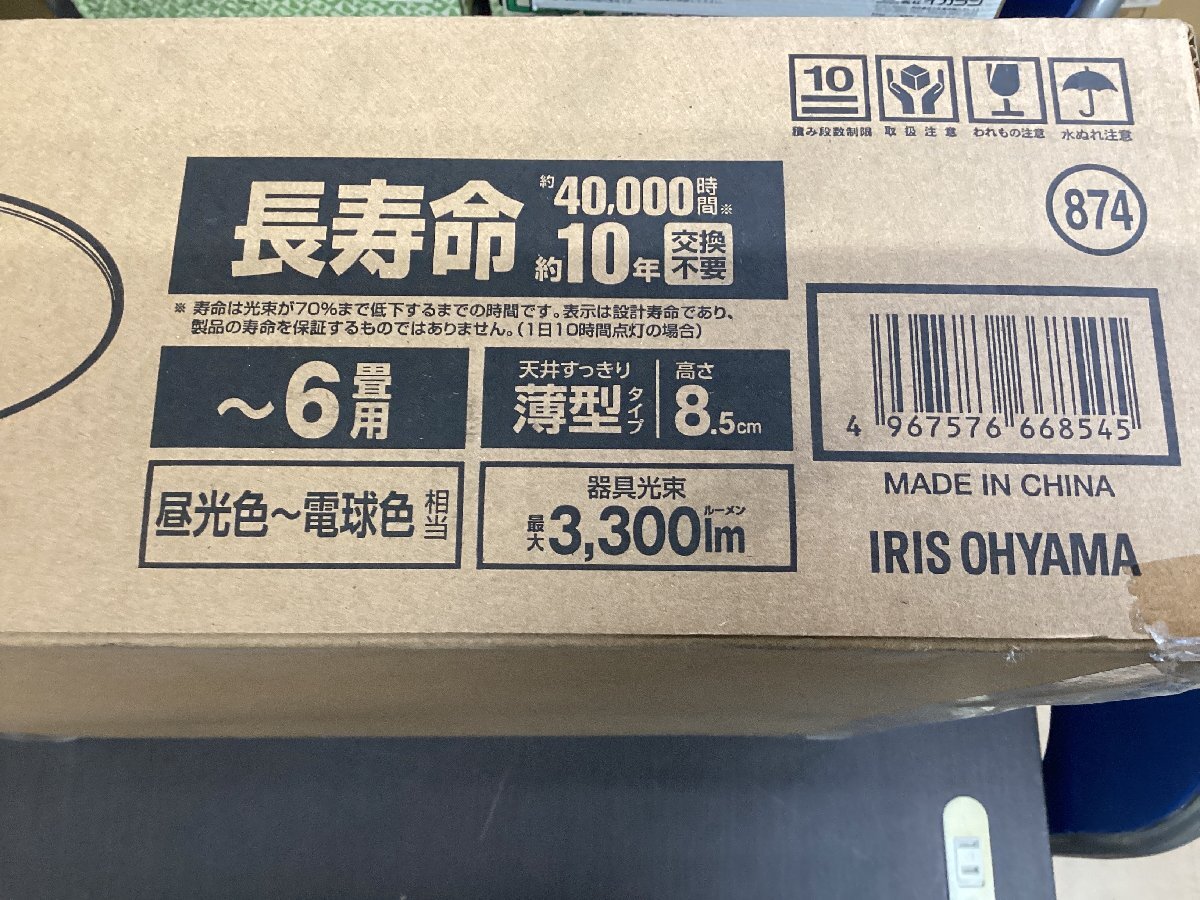 10
積み段数制限 取扱注意 われもの注意 水ぬれ注意
874
長寿命
約40,000時間※
約10年 交換不要
※ 寿命は光束が70%まで低下するまでの時間です。表示は設計寿命であり、
製品の寿命を保証するものではありません。(1日10時間点灯の場合)
〜6畳用
天井すっきり
薄型タイプ
高さ
8.5cm
昼光色〜電球色相当
器具光束
最大3,300lm
ルーメン
4 967576 668545
MADE IN CHINA
IRIS OHYAMA